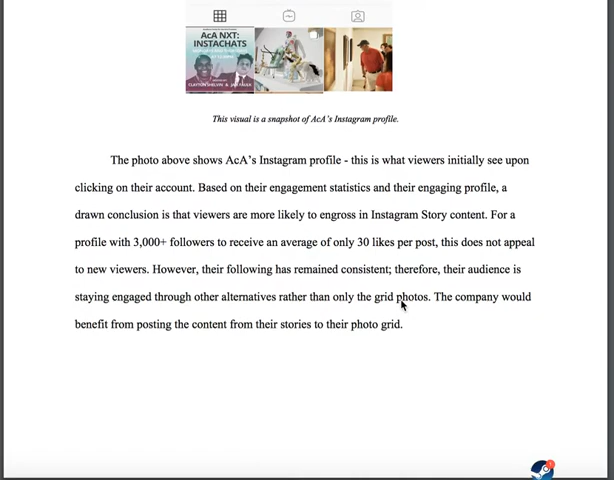 AcA NXT:
INSTACHATS
CLAYTON SHELVIN & JAKE
This visual is a snapshot of AcA's Instagram profile.
The photo above shows AcA's Instagram profile - this is what viewers initially see upon
clicking on their account. Based on their engagement statistics and their engaging profile, a
drawn conclusion is that viewers are more likely to engross in Instagram Story content. For a
profile with 3,000+ followers to receive an average of only 30 likes per post, this does not appeal
to new viewers. However, their following has remained consistent; therefore, their audience is
staying engaged through other alternatives rather than only the grid photos. The company would
benefit from posting the content from their stories to their photo grid.